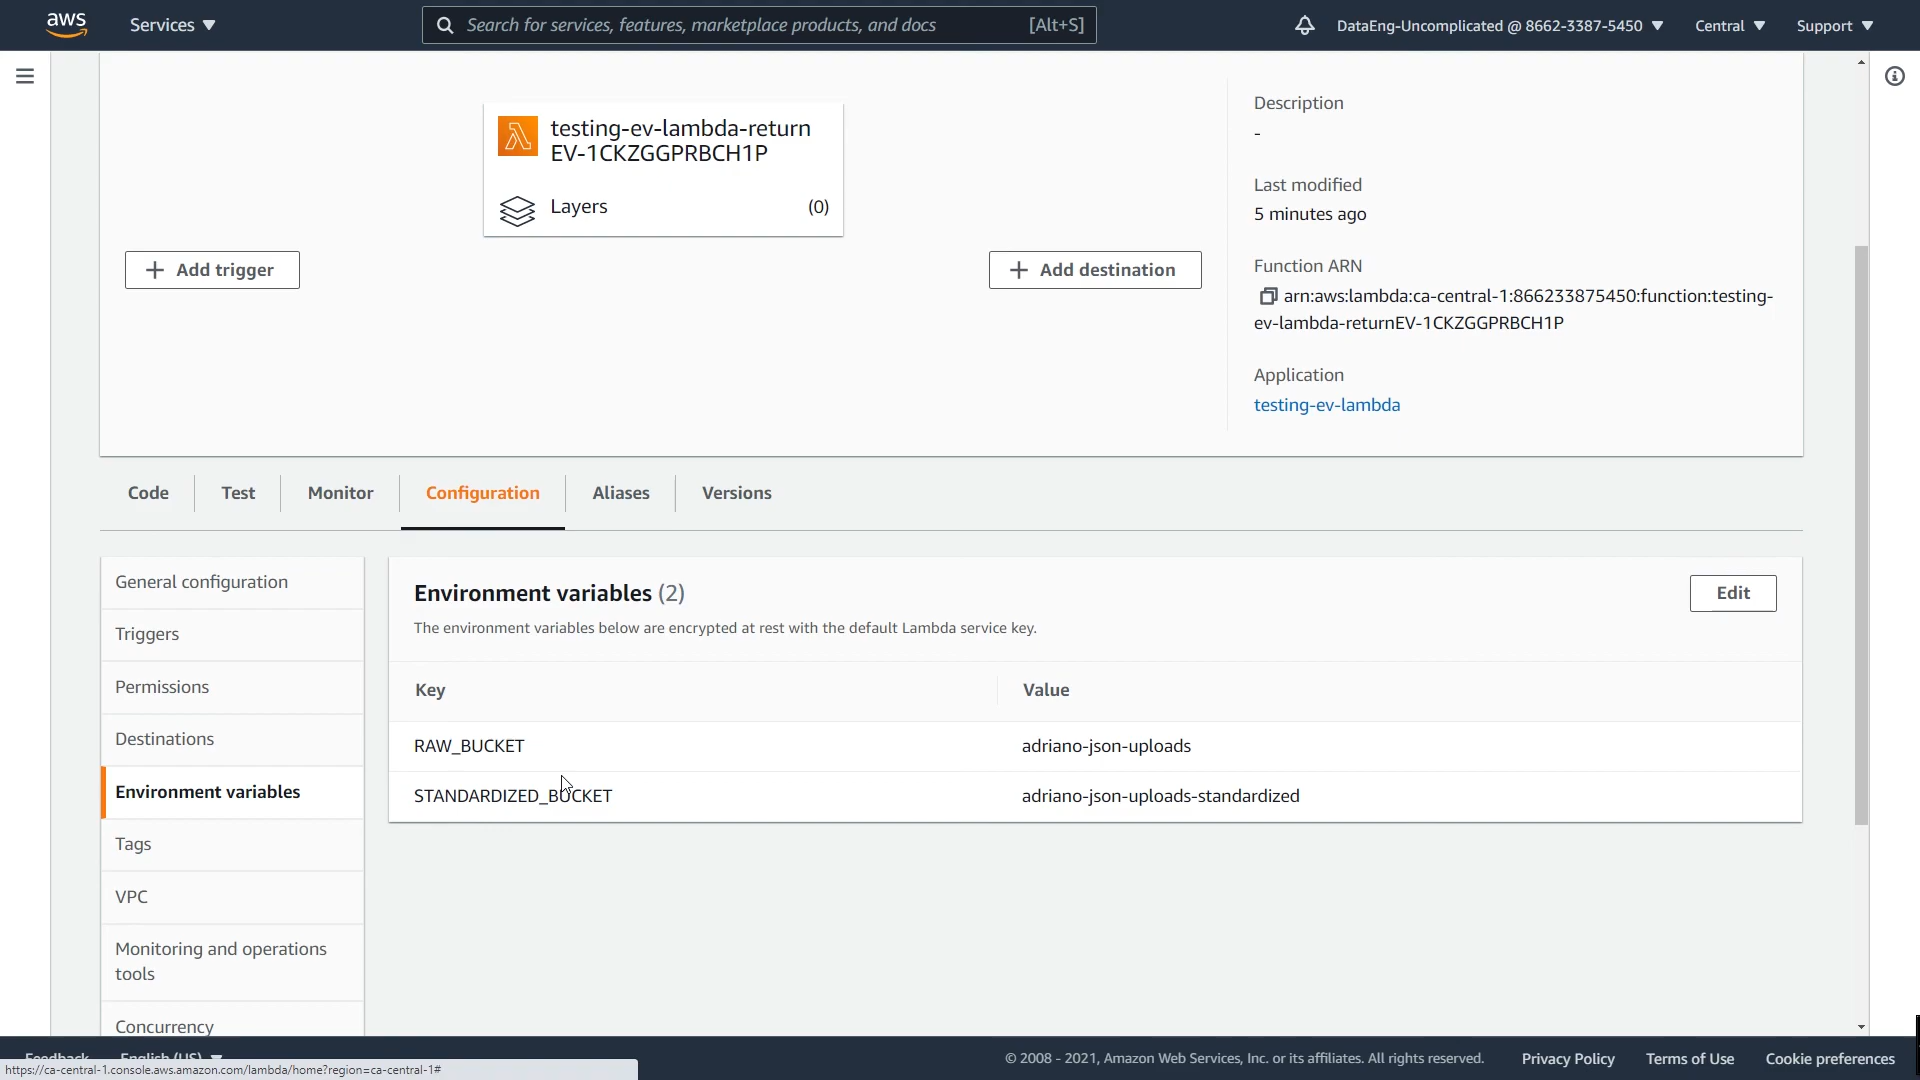 aws
Services
Search for services, features, marketplace products, and docs
[Alt+S]
DataEng-Uncomplicated @ 8662-3387-5450
Central
Support
testing-ev-lambda-return
EV-1CKZGGPRBCH1P
Layers
(0)
Add trigger
Add destination
Description
-
Last modified
5 minutes ago
Function ARN
arn:aws:lambda:ca-central-1:866233875450:function:testing-
ev-lambda-returnEV-1CKZGGPRBCH1P
Application
testing-ev-lambda
Code
Test
Monitor
Configuration
Aliases
Versions
General configuration
Triggers
Permissions
Destinations
Environment variables
Tags
VPC
Monitoring and operations
tools
Concurrency
Environment variables (2)
Edit
The environment variables below are encrypted at rest with the default Lambda service key.
Key
Value
RAW_BUCKET
adriano-json-uploads
STANDARDIZED_BUCKET
adriano-json-uploads-standardized
Feedback
English (US)
© 2008 - 2021, Amazon Web Services, Inc. or its affiliates. All rights reserved.
Privacy Policy
Terms of Use
Cookie preferences
https://ca-central-1.console.aws.amazon.com/lambda/home?region=ca-central-1#